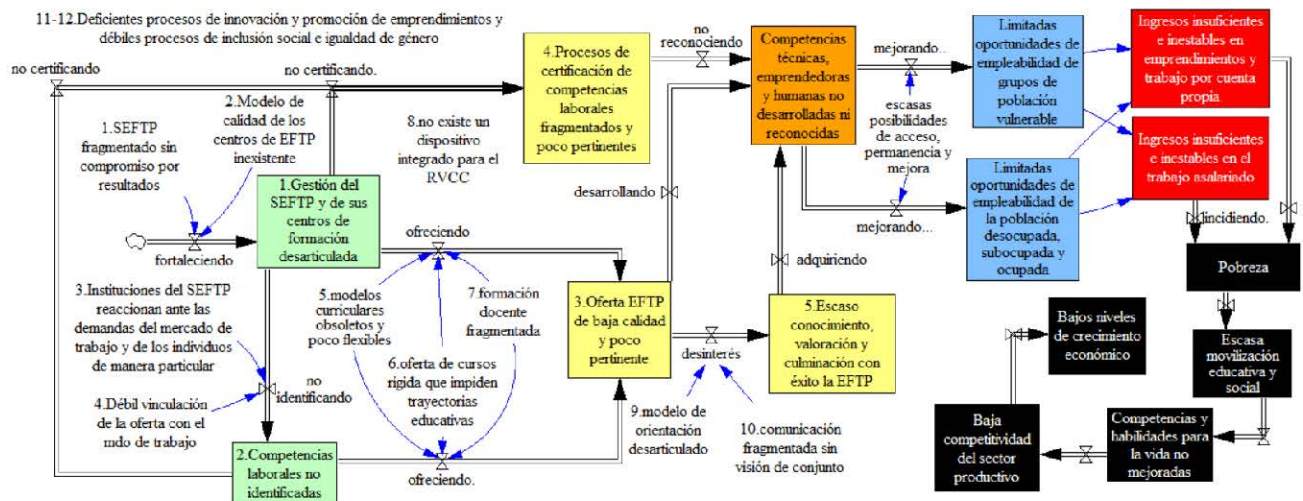 11-12.Deficientes procesos de innovación y promoción de emprendimientos y
débiles procesos de inclusión social e igualdad de género
no certificando
no certificando.
1.SEFTP
fragmentado sin
compromiso por
resultados
2.Modelo de
calidad de los
centros de EFTP
inexistente
fortaleciendo
1.Gestión del
SEFTP y de sus
centros de
formación
desarticulada
8.no existe un
dispositivo
integrado para el
RVCC
4.Procesos de
certificación de
competencias
laborales
fragmentados y
poco pertinentes
no
reconociendo
Competencias
técnicas,
emprendedoras
y humanas no
desarrolladas ni
reconocidas
mejorando...
escasas
posibilidades
de acceso,
permanencia y
mejora
mejorando...
Limitadas
oportunidades de
empleabilidad de
grupos de
población
vulnerable
Limitadas
oportunidades de
empleabilidad de
la población
desocupada,
subocupada y
ocupada
Ingresos insuficientes
e inestables en
emprendimientos y
trabajo por cuenta
propia
Ingresos insuficientes
e inestables en el
trabajo asalariado
lincidiendo.
Pobreza
Escasa
movilización
educativa y
social
Competencias y
habilidades para
la vida no
mejoradas
Baja
competitividad
del sector
productivo
Bajos niveles
de crecimiento
económico
3.Instituciones del SEFTP
reaccionan ante las
demandas del mercado de
trabajo y de los individuos
de manera particular
4.Débil vinculación
de la oferta con el
mdo de trabajo
no
identificando
2.Competencias
laborales no
identificadas
ofreciendo
5.modelos
curriculares
obsoletos y
poco flexibles
6.oferta de cursos
rigida que impiden
trayectorias
educativas
7.formación
docente
fragmentada
ofreciendo.
desarrollando
3.Oferta EFTP
de baja calidad
y poco
pertinente
desinterés
9.modelo de
orientación
desarticulado
10.comunicación
fragmentada sin
visión de conjunto
adquiriendo
5.Escaso
conocimiento,
valoración y
culminación con
éxito la EFTP